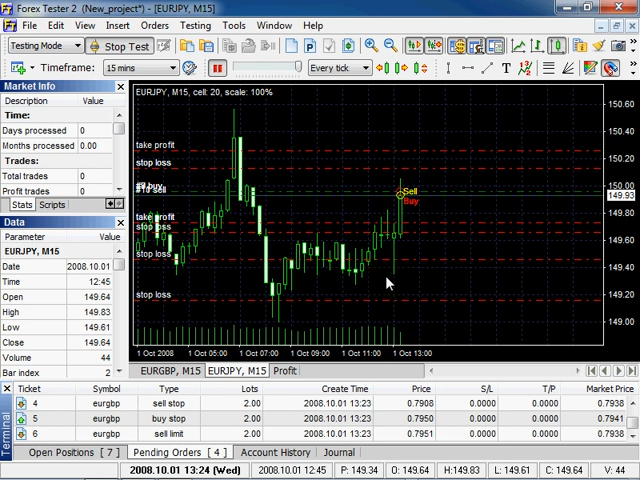 Forex Tester 2 (New_project*) - [EURJPY, M15]
File Edit View Insert Orders Testing Tools Window Help
Testing Mode Stop Test
Timeframe: 15 mins Every tick
Market Info
Description Value
Time:
Days processed 0
Months processed 0.00
Trades:
Total trades 0
Profit trades 0
Stats Scripts
Data
Parameter Value
EURJPY, M15
Date 2008.10.01
Time 12:45
Open 149.64
High 149.83
Low 149.61
Close 149.64
Volume 44
Bar index 2
EURJPY, M15, cell: 20, scale: 100%
take profit
stop loss
take profit
stop loss
stop loss
stop loss
Sell
Buy
150.60
150.40
150.20
150.00
149.93
149.80
149.60
149.40
149.20
149.00
1 Oct 2008 1 Oct 05:00 1 Oct 07:00 1 Oct 09:00 1 Oct 11:00 1 Oct 13:00
EURGBP, M15 EURJPY, M15 Profit
Terminal
Ticket Symbol Type Lots Create Time Price S/L T/P Market Price
4 eurgbp sell stop 2.00 2008.10.01 13:23 0.7908 0.0000 0.0000 0.7938
5 eurgbp buy stop 2.00 2008.10.01 13:23 0.7950 0.0000 0.0000 0.7941
6 eurgbp sell limit 2.00 2008.10.01 13:23 0.7951 0.0000 0.0000 0.7938
Open Positions [ 7 ] Pending Orders [ 4 ] Account History Journal
2008.10.01 13:24 (Wed) 2008.10.01 12:45 P: 149.34 O: 149.64 H:149.83 L: 149.61 C: 149.64 V: 44